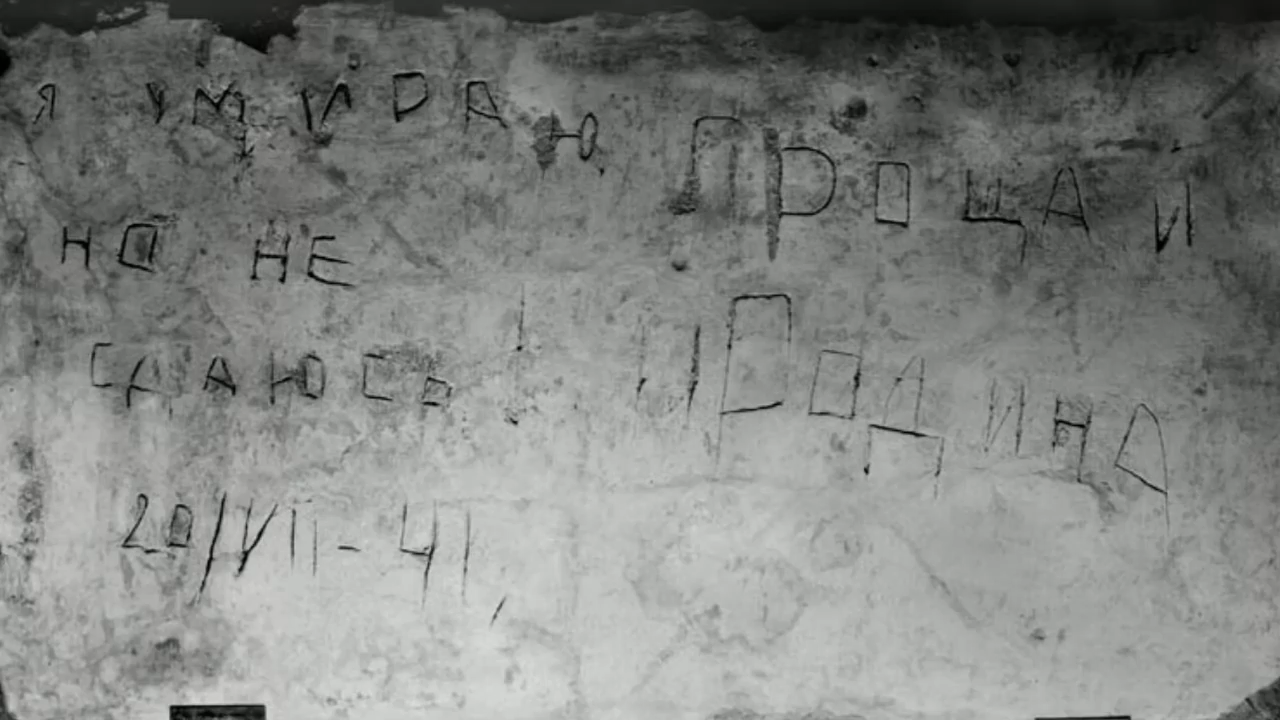 Я УМИРАЮ
НО НЕ
СДАЮСЬ!
ПРОЩАЙ
РОДИНА
20/VII-41